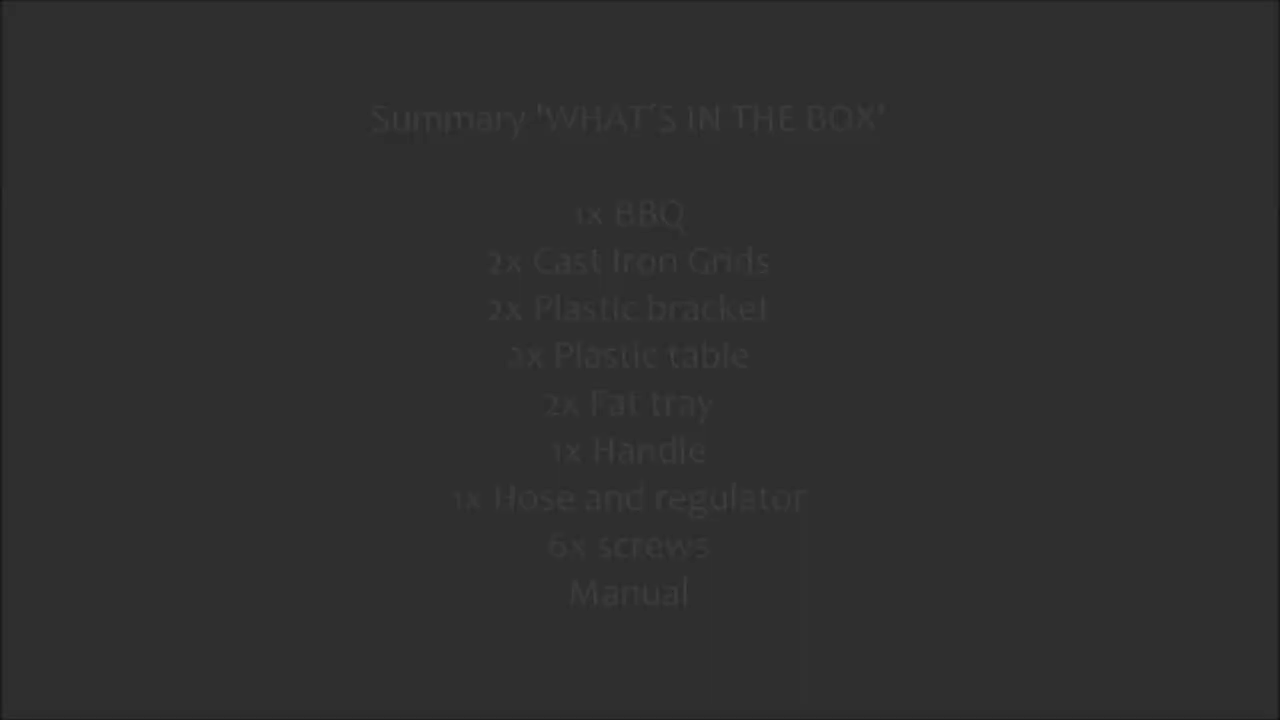 Summary 'WHAT´S IN THE BOX'
1x BBQ
2x Cast Iron Grids
2x Plastic bracket
2x Plastic table
2x Fat tray
1x Handle
1x Hose and regulator
6x screws
Manual